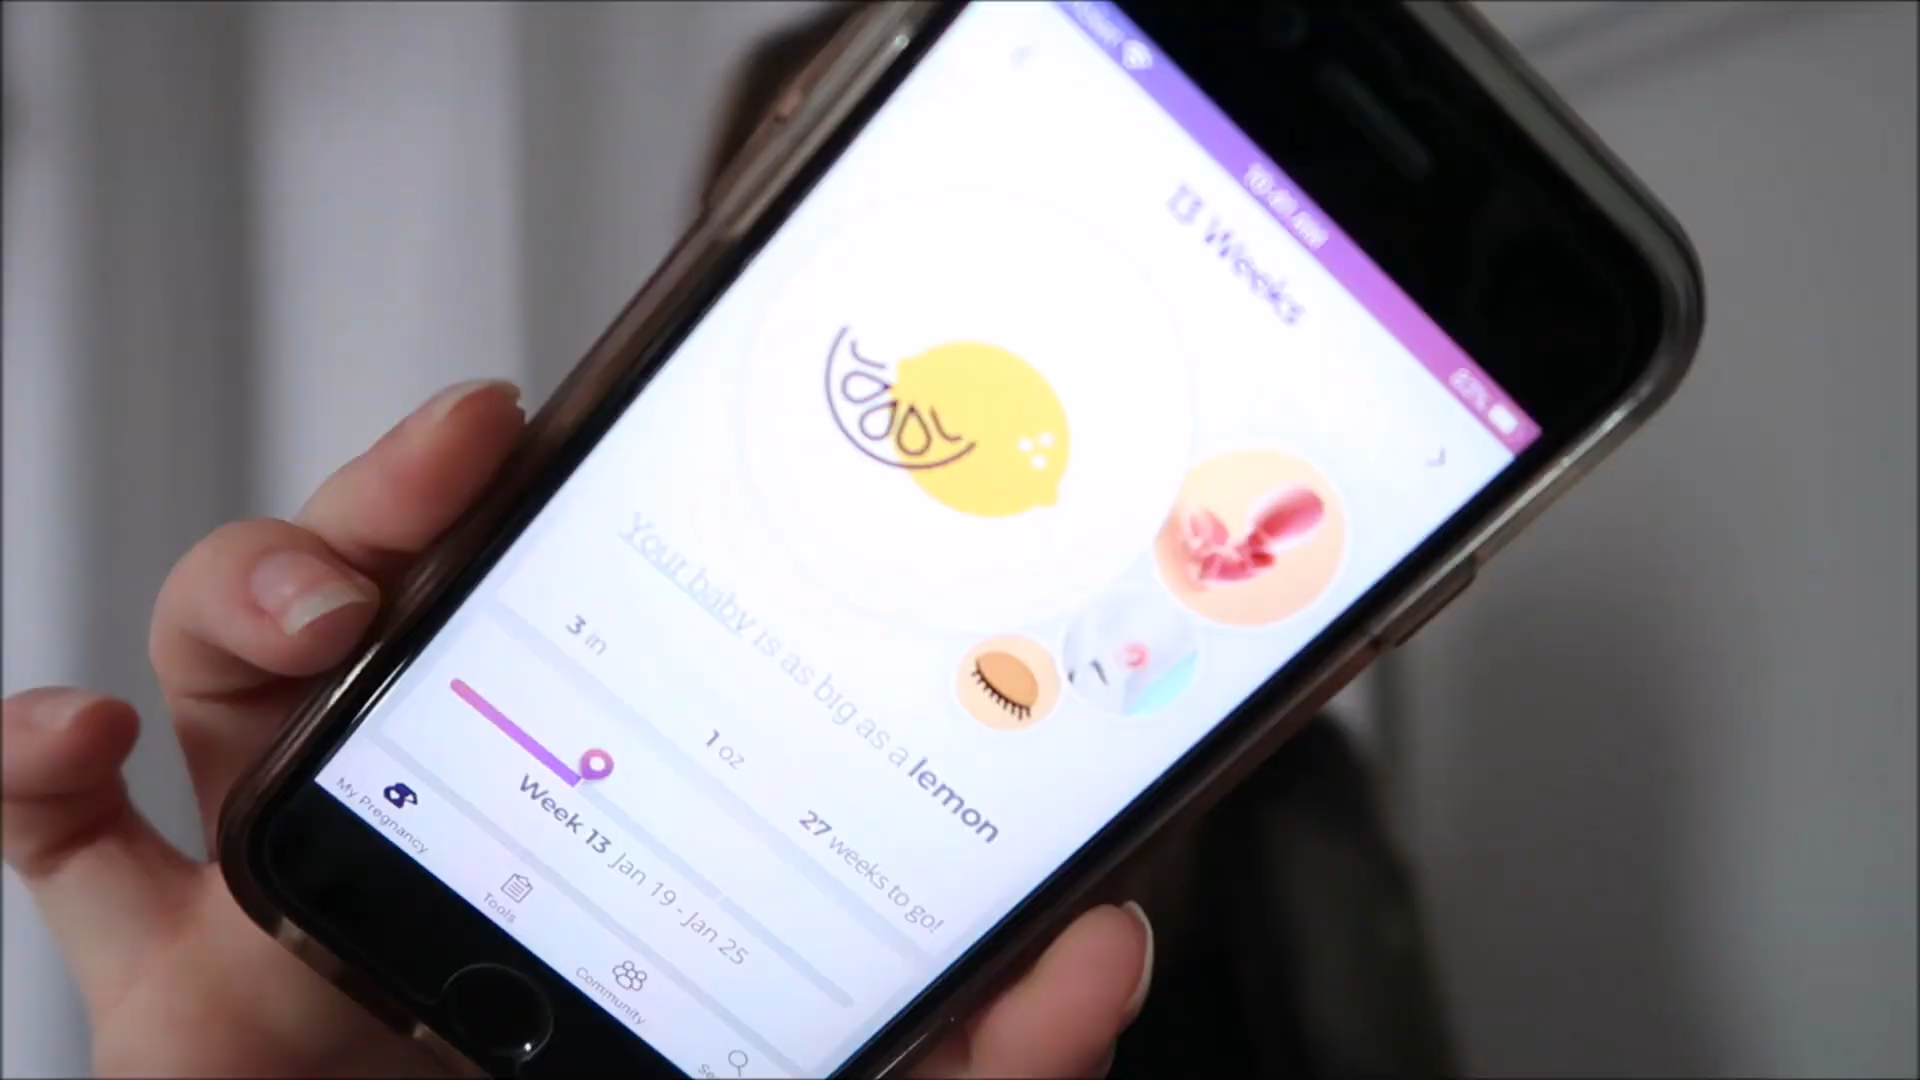 13 Weeks
Your baby is as big as a lemon
3 in
1 oz
27 weeks to go!
Week 13 Jan 19 - Jan 25
My Pregnancy
Tools
Community